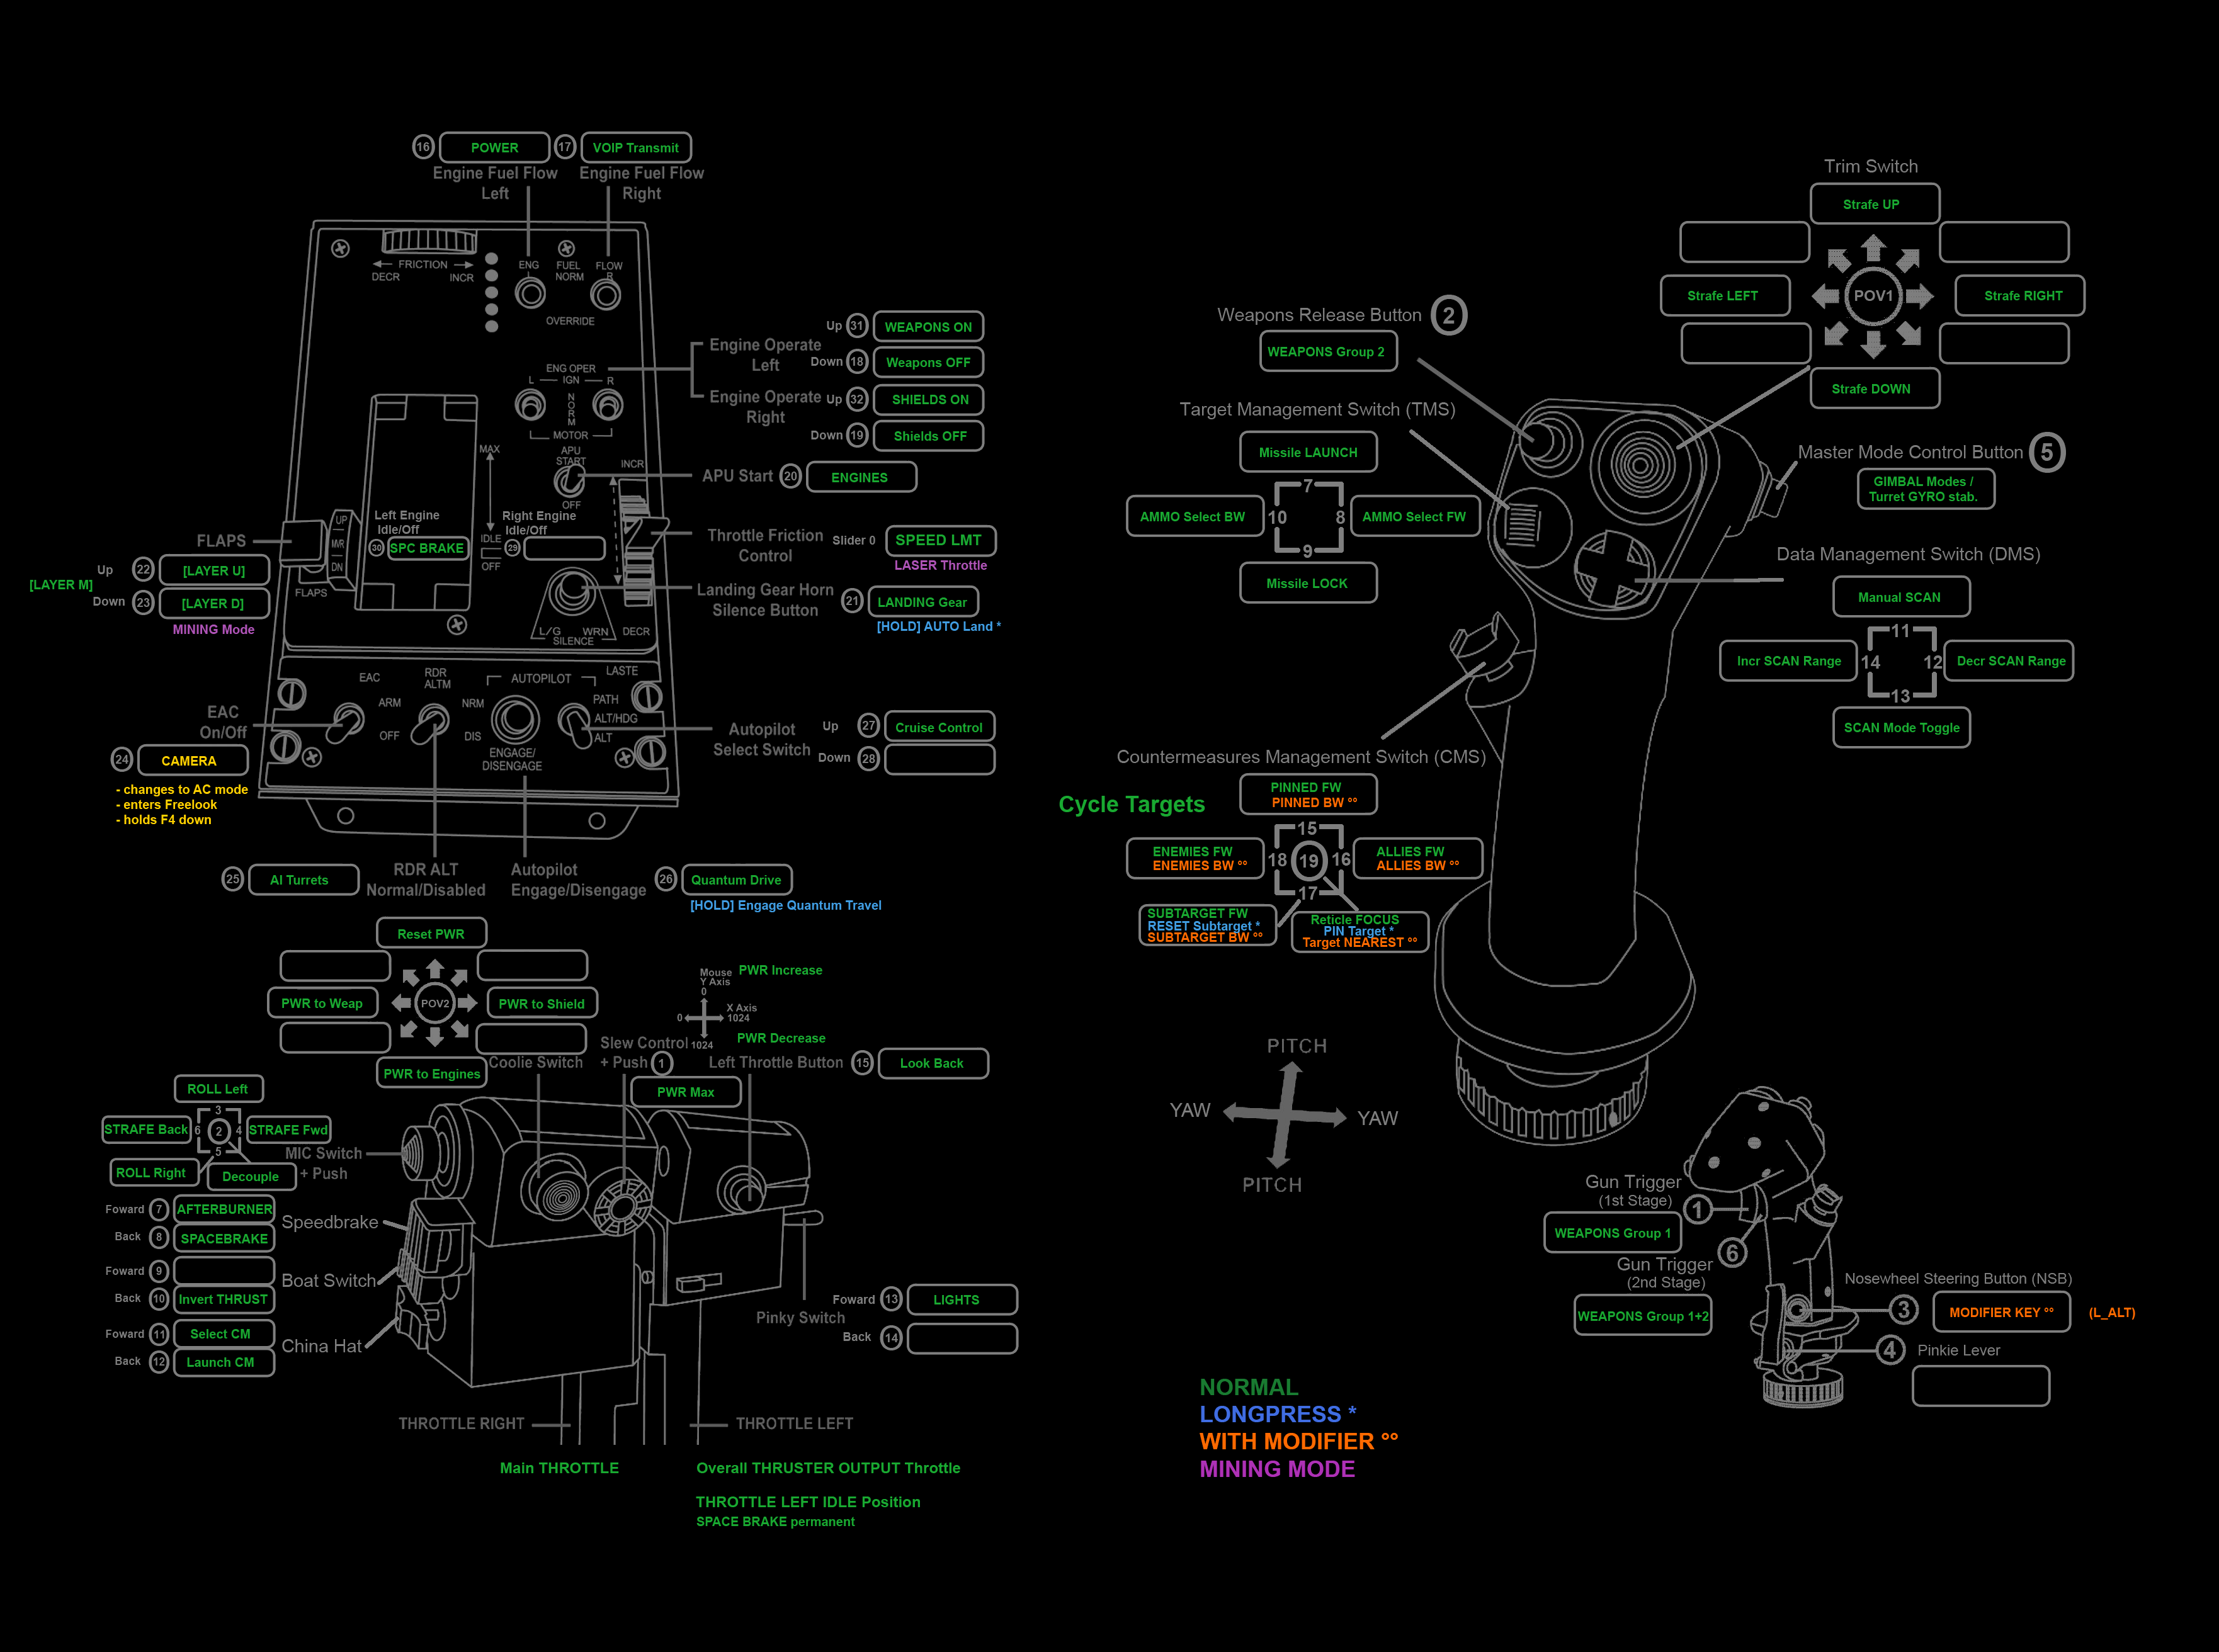 16 POWER 17 VOIP Transmit
Engine Fuel Flow Left
Engine Fuel Flow Right
FRICTION
DECR INCR
ENG L FUEL NORM FLOW R
OVERRIDE
Engine Operate Left
Up 31 WEAPONS ON
Down 18 Weapons OFF
Engine Operate Right
Up 32 SHIELDS ON
Down 19 Shields OFF
ENG OPER
L IGN R
NORM
L MOTOR
APU START
OFF
INCR
APU Start 20 ENGINES
MAX
IDLE
OFF
Left Engine Idle/Off
30 SPC BRAKE
Right Engine Idle/Off
29
Throttle Friction Control
Slider 0 SPEED LMT
LASER Throttle
FLAPS
UP
MVR
DN
FLAPS
Up 22 [LAYER U]
[LAYER M]
Down 23 [LAYER D]
MINING Mode
Landing Gear Horn Silence Button
21 LANDING Gear
[HOLD] AUTO Land *
L/G WRN
SILENCE
DECR
EAC
RDR ALTM
AUTOPILOT
LASTE
ARM
NRM
PATH
ALT/HDG
OFF
DIS
ALT
ENGAGE/
DISENGAGE
EAC On/Off
24 CAMERA
- changes to AC mode
- enters Freelook
- holds F4 down
Autopilot Select Switch
Up 27 Cruise Control
Down 28
25 AI Turrets
RDR ALT
Normal/Disabled
Autopilot
Engage/Disengage
26 Quantum Drive
[HOLD] Engage Quantum Travel
Reset PWR
PWR to Weap POV2 PWR to Shield
PWR to Engines
Coolie Switch
Mouse
Y Axis
0
PWR Increase
0 X Axis 1024
1024 PWR Decrease
Slew Control
+ Push 1
PWR Max
Left Throttle Button 15 Look Back
ROLL Left
3
STRAFE Back 6 2 4 STRAFE Fwd
5
ROLL Right
Decouple
MIC Switch
+ Push
Foward 7 AFTERBURNER
Back 8 SPACEBRAKE
Speedbrake
Foward 9
Back 10 Invert THRUST
Boat Switch
Foward 11 Select CM
Back 12 Launch CM
China Hat
Pinky Switch
Foward 13 LIGHTS
Back 14
THROTTLE RIGHT
THROTTLE LEFT
Main THROTTLE
Overall THRUSTER OUTPUT Throttle
THROTTLE LEFT IDLE Position
SPACE BRAKE permanent
Trim Switch
Strafe UP
Strafe LEFT POV1 Strafe RIGHT
Strafe DOWN
Weapons Release Button 2
WEAPONS Group 2
Target Management Switch (TMS)
Missile LAUNCH
7
AMMO Select BW 10 8 AMMO Select FW
9
Missile LOCK
Master Mode Control Button 5
GIMBAL Modes /
Turret GYRO stab.
Data Management Switch (DMS)
Manual SCAN
11
Incr SCAN Range 14 12 Decr SCAN Range
13
SCAN Mode Toggle
Countermeasures Management Switch (CMS)
Cycle Targets
PINNED FW
PINNED BW °°
15
ENEMIES FW
ENEMIES BW °°
18 19 16
ALLIES FW
ALLIES BW °°
17
SUBTARGET FW
RESET Subtarget *
SUBTARGET BW °°
Reticle FOCUS
PIN Target *
Target NEAREST °°
PITCH
YAW YAW
PITCH
Gun Trigger
(1st Stage) 1
WEAPONS Group 1
6
Gun Trigger
(2nd Stage)
WEAPONS Group 1+2
Nosewheel Steering Button (NSB)
3 MODIFIER KEY °° (L_ALT)
4 Pinkie Lever
NORMAL
LONGPRESS *
WITH MODIFIER °°
MINING MODE